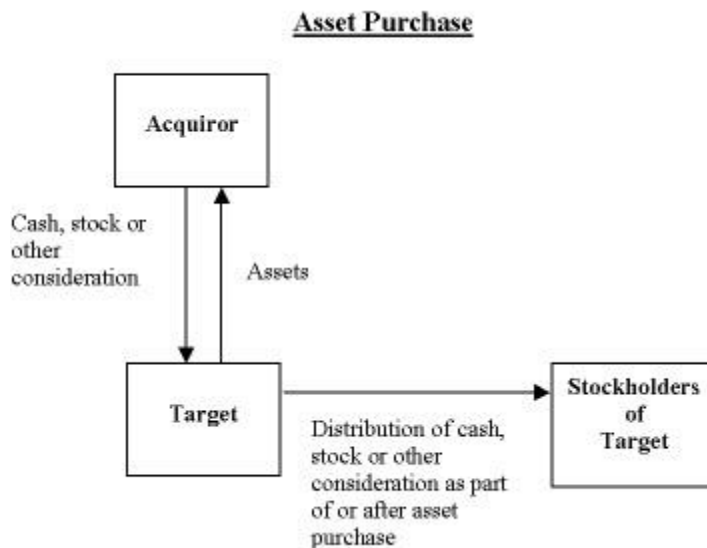 Asset Purchase
Acquiror
Cash, stock or
other
consideration
Assets
Target
Distribution of cash,
stock or other
consideration as part
of or after asset
purchase
Stockholders
of
Target